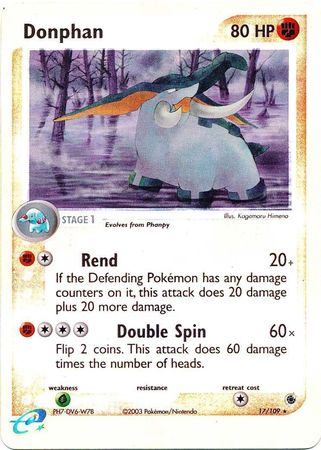 Donphan
80 HP
Illus. Kagemaru Himeno
STAGE 1
Evolves from Phanpy
Rend 20+
If the Defending Pokémon has any damage
counters on it, this attack does 20 damage
plus 20 more damage.
Double Spin 60×
Flip 2 coins. This attack does 60 damage
times the number of heads.
weakness resistance retreat cost
PH7-DV6-W7B ©2003 Pokémon/Nintendo 17/109 ★
e